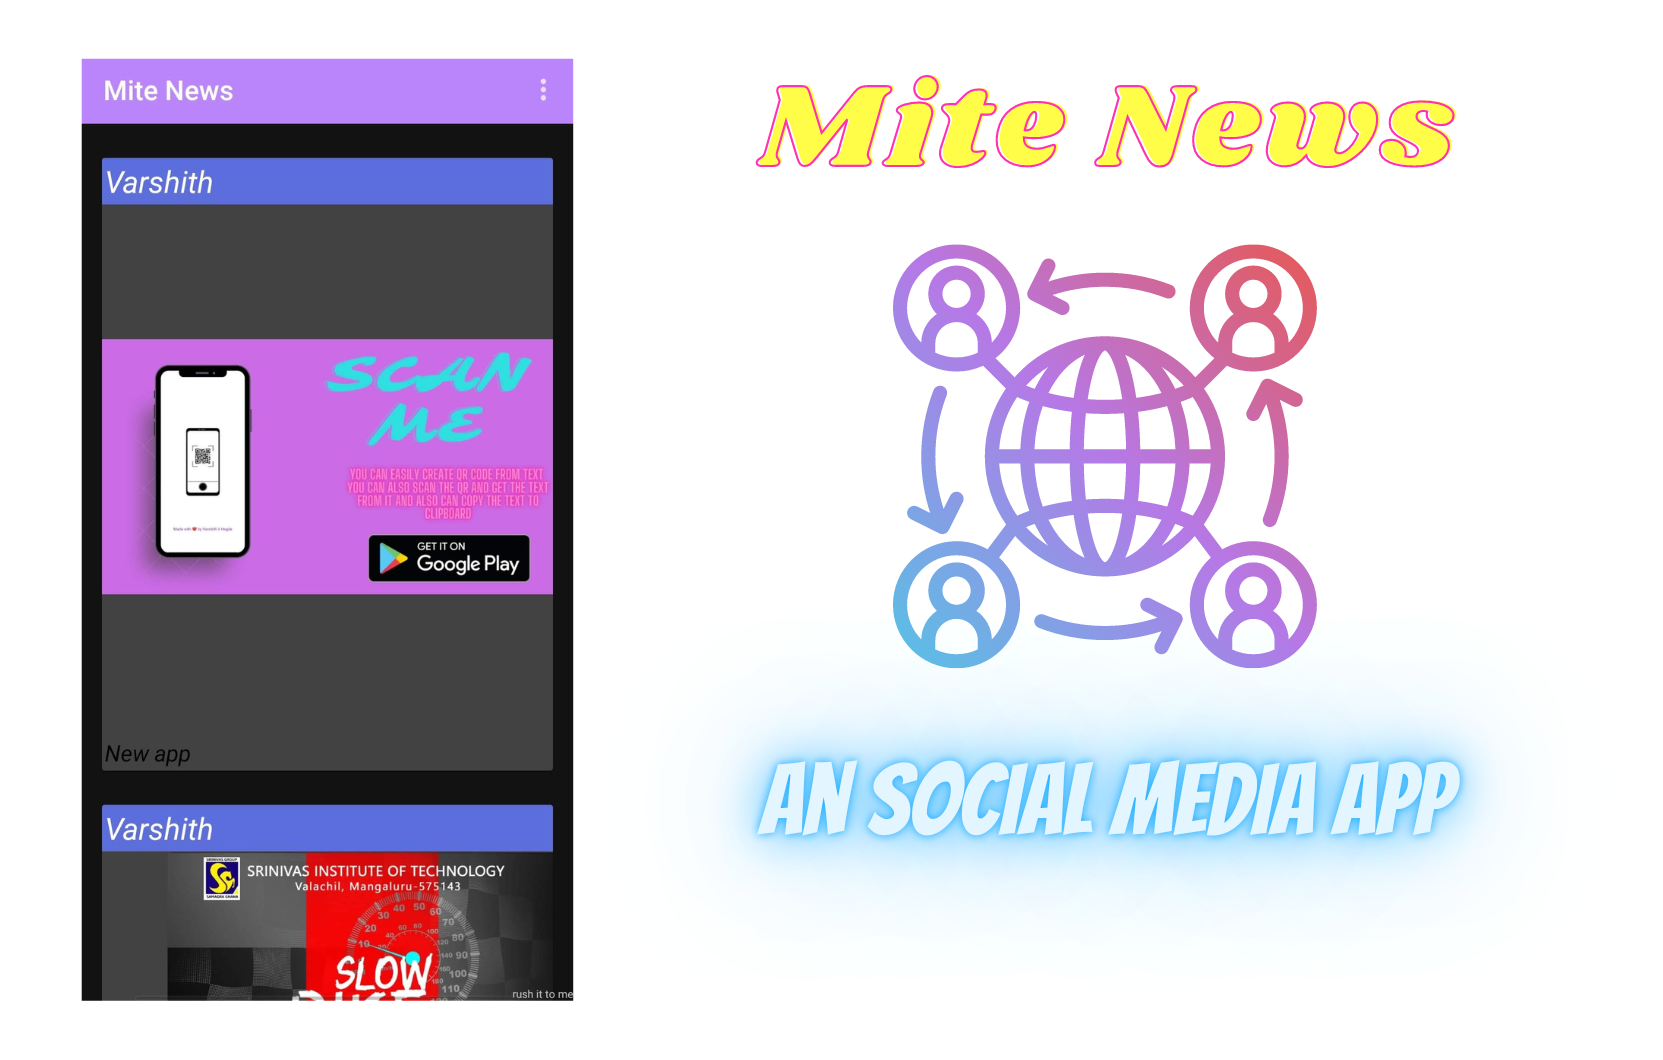 Mite News
Varshith
SCAN
ME
YOU CAN EASILY CREATE QR CODE FROM TEXT
YOU CAN ALSO SCAN THE QR AND GET THE TEXT
FROM IT AND ALSO CAN COPY THE TEXT TO
CLIPBOARD
GET IT ON
Google Play
New app
Varshith
SRINIVAS INSTITUTE OF TECHNOLOGY
Valachil, Mangaluru-575143
SLOW
rush it to me
Mite News
AN SOCIAL MEDIA APP